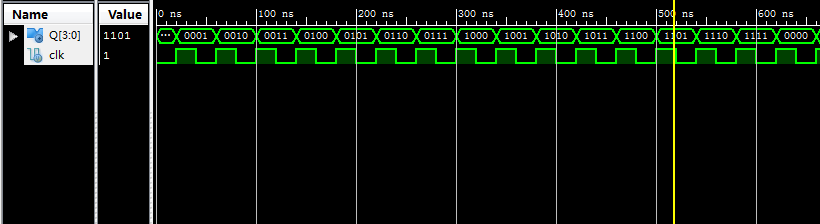 Name Value 0 ns 100 ns 200 ns 300 ns 400 ns 500 ns 600 ns
Q[3:0] 1101 ... 0001 0010 0011 0100 0101 0110 0111 1000 1001 1010 1011 1100 1101 1110 1111 0000
clk 1